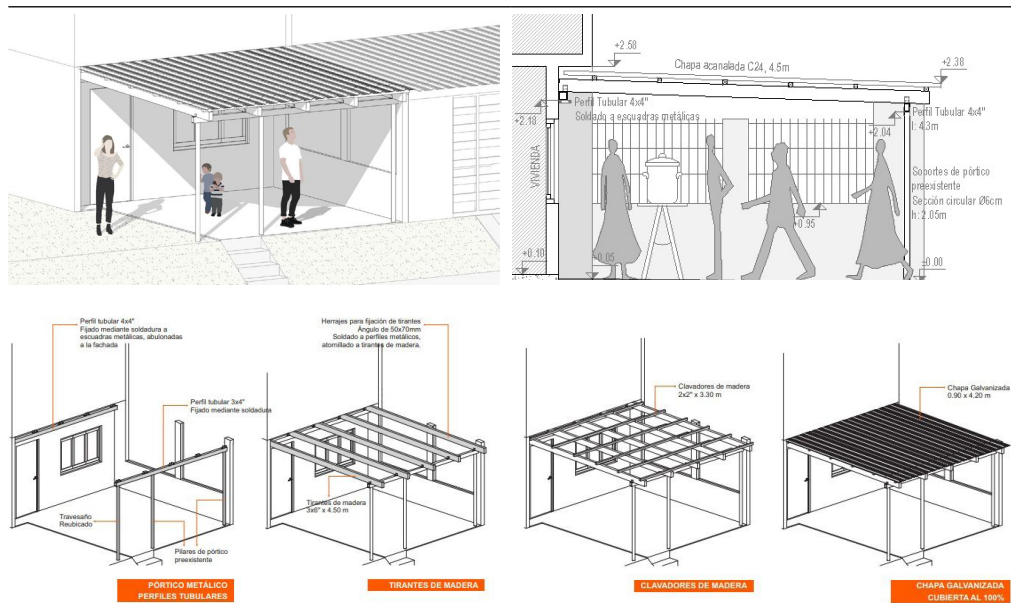 +2.58
Chapa acanalada C24, 4.5m
+2.38
Perfil Tubular 4x4"
Soldado a escuadras metálicas
+2.18
Perfil Tubular 4x4"
l: 4.3m
+2.04
VIVIENDA
Soportes de pórtico
preexistente
Sección circular Ø6cm
h: 2.05m
+0.95
+0.10
+0.05
±0.00
Perfil tubular 4x4"
Fijado mediante soldadura a
escuadras metálicas, abulonadas
a la fachada
Perfil tubular 3x4"
Fijado mediante soldadura
Travesaño
Reubicado
Pilares de pórtico
preexistente
PÓRTICO METÁLICO
PERFILES TUBULARES
Herrajes para fijación de tirantes
Ángulo de 50x70mm
Soldado a perfiles metálicos,
atornillado a tirantes de madera.
Tirantes de madera
3x6" x 4.50 m
TIRANTES DE MADERA
Clavadores de madera
2x2" x 3.30 m
CLAVADORES DE MADERA
Chapa Galvanizada
0.90 x 4.20 m
CHAPA GALVANIZADA
CUBIERTA AL 100%